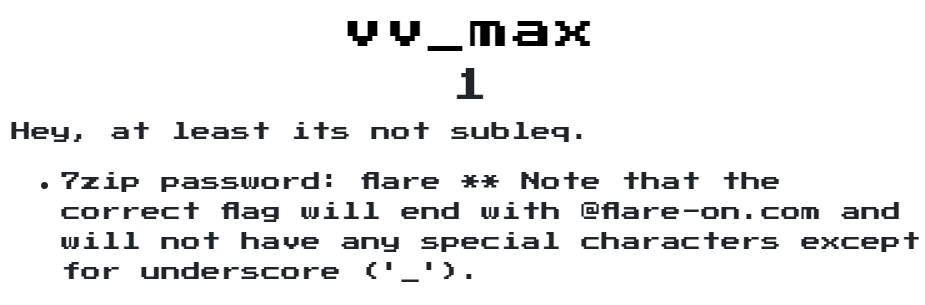 vv_max
1
Hey, at least its not subleq.
• 7zip password: flare ** Note that the
correct flag will end with @flare-on.com and
will not have any special characters except
for underscore ('_').